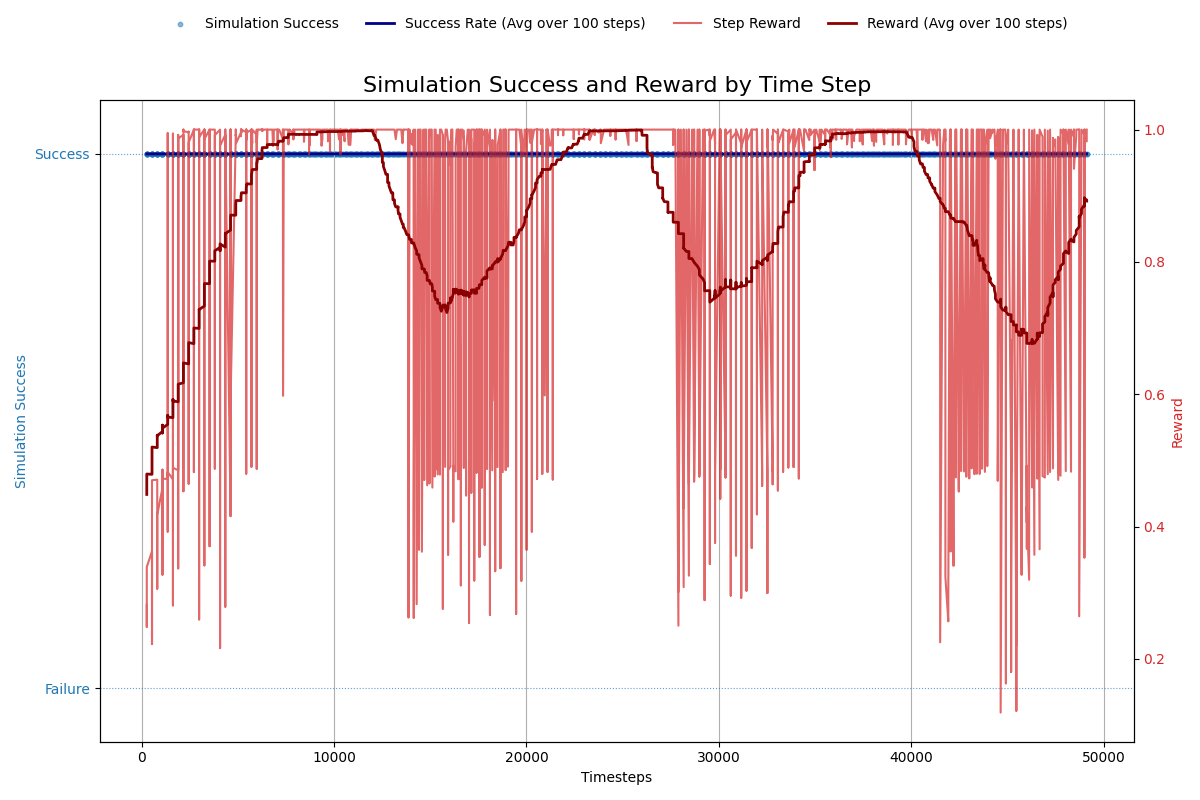 Simulation Success
Success Rate (Avg over 100 steps)
Step Reward
Reward (Avg over 100 steps)
Simulation Success and Reward by Time Step
Success
Failure
Simulation Success
1.0
0.8
0.6
0.4
0.2
Reward
0
10000
20000
30000
40000
50000
Timesteps